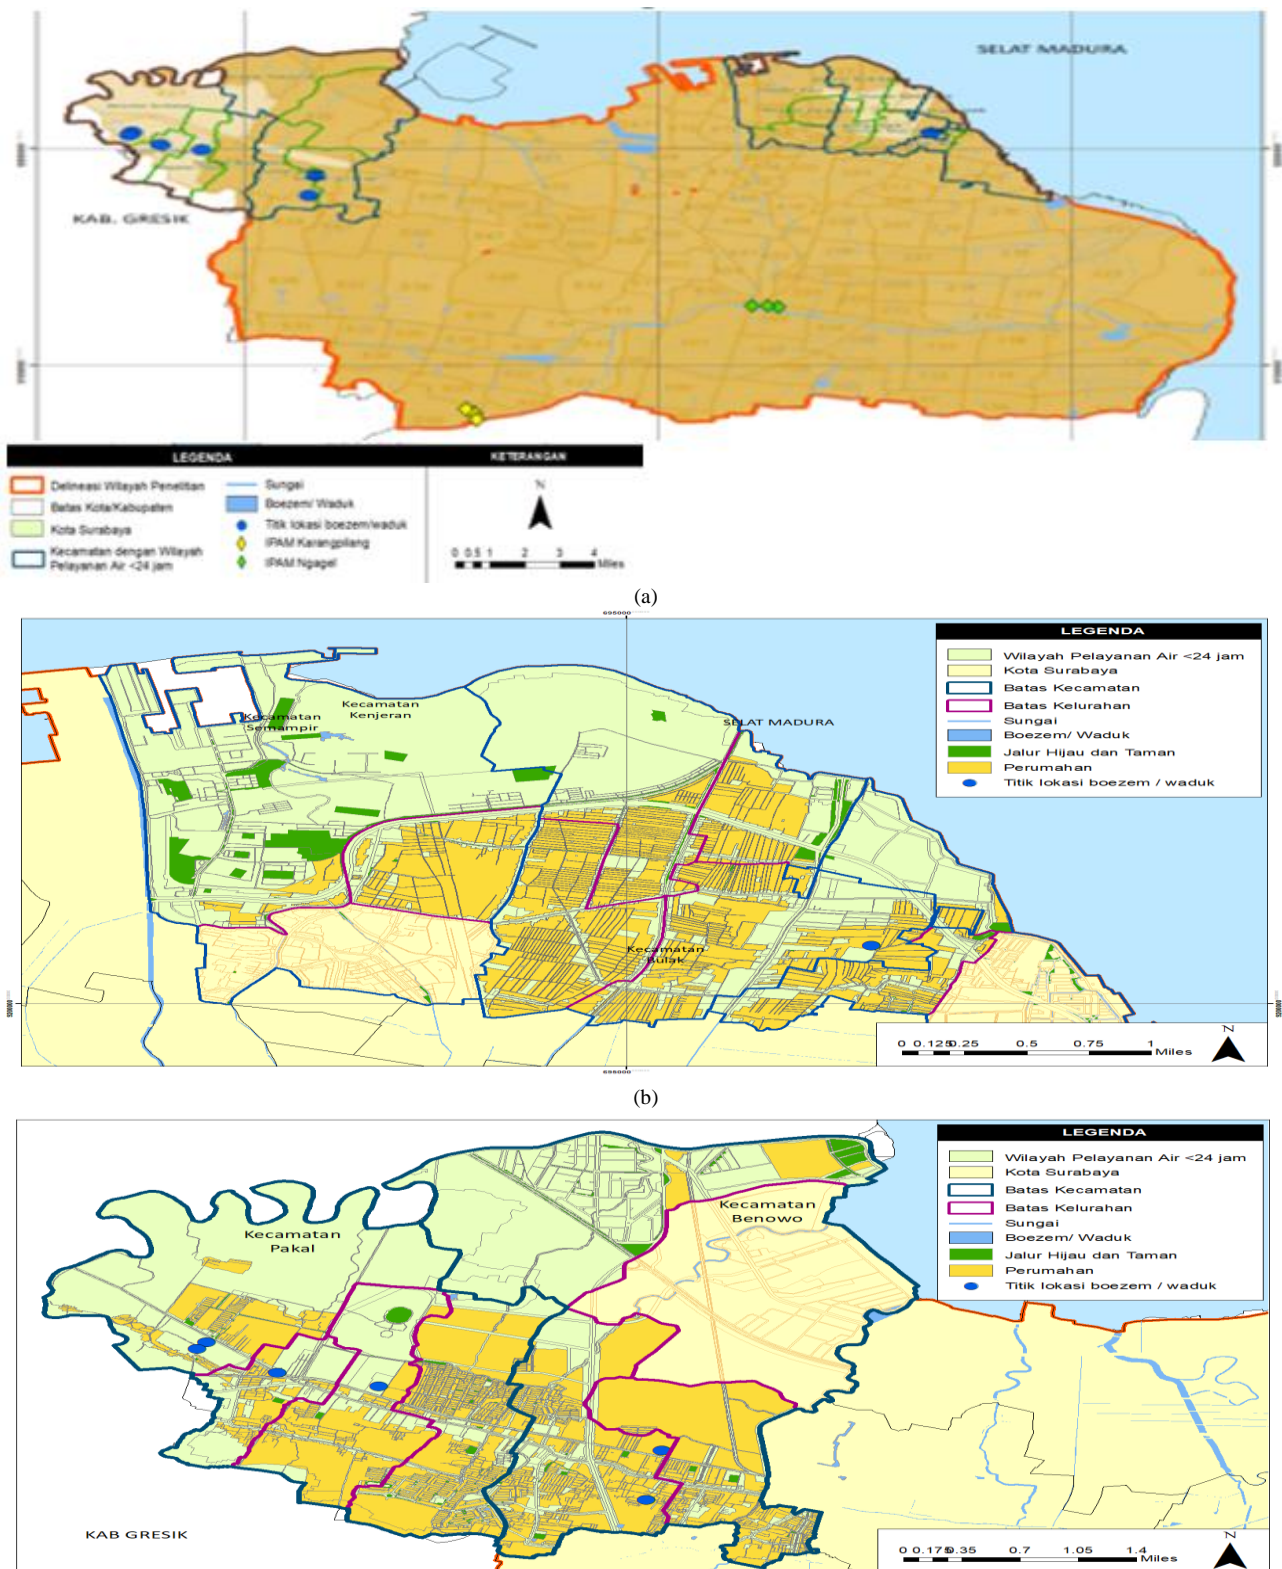 SELAT MADURA
KAB. GRESIK
LEGENDA
KETERANGAN
Delineasi Wilayah Penelitian
Batas Kota/Kabupaten
Kota Surabaya
Kecamatan dengan Wilayah
Pelayanan Air <24 jam
Sungai
Boezem/ Waduk
Titik lokasi boezem/waduk
IPAM Karangpilang
IPAM Ngagel
N
0 0.5 1 2 3 4
Miles
(a)
695000
LEGENDA
Wilayah Pelayanan Air <24 jam
Kota Surabaya
Batas Kecamatan
Batas Kelurahan
Sungai
Boezem/ Waduk
Jalur Hijau dan Taman
Perumahan
Titik lokasi boezem / waduk
Kecamatan
Kenjeran
Kecamatan
Semampir
SELAT MADURA
Kecamatan
Bulak
N
0 0.125 0.25 0.5 0.75 1
Miles
695000
(b)
LEGENDA
Wilayah Pelayanan Air <24 jam
Kota Surabaya
Batas Kecamatan
Batas Kelurahan
Sungai
Boezem/ Waduk
Jalur Hijau dan Taman
Perumahan
Titik lokasi boezem / waduk
Kecamatan
Benowo
Kecamatan
Pakal
KAB GRESIK
N
0 0.175 0.35 0.7 1.05 1.4
Miles